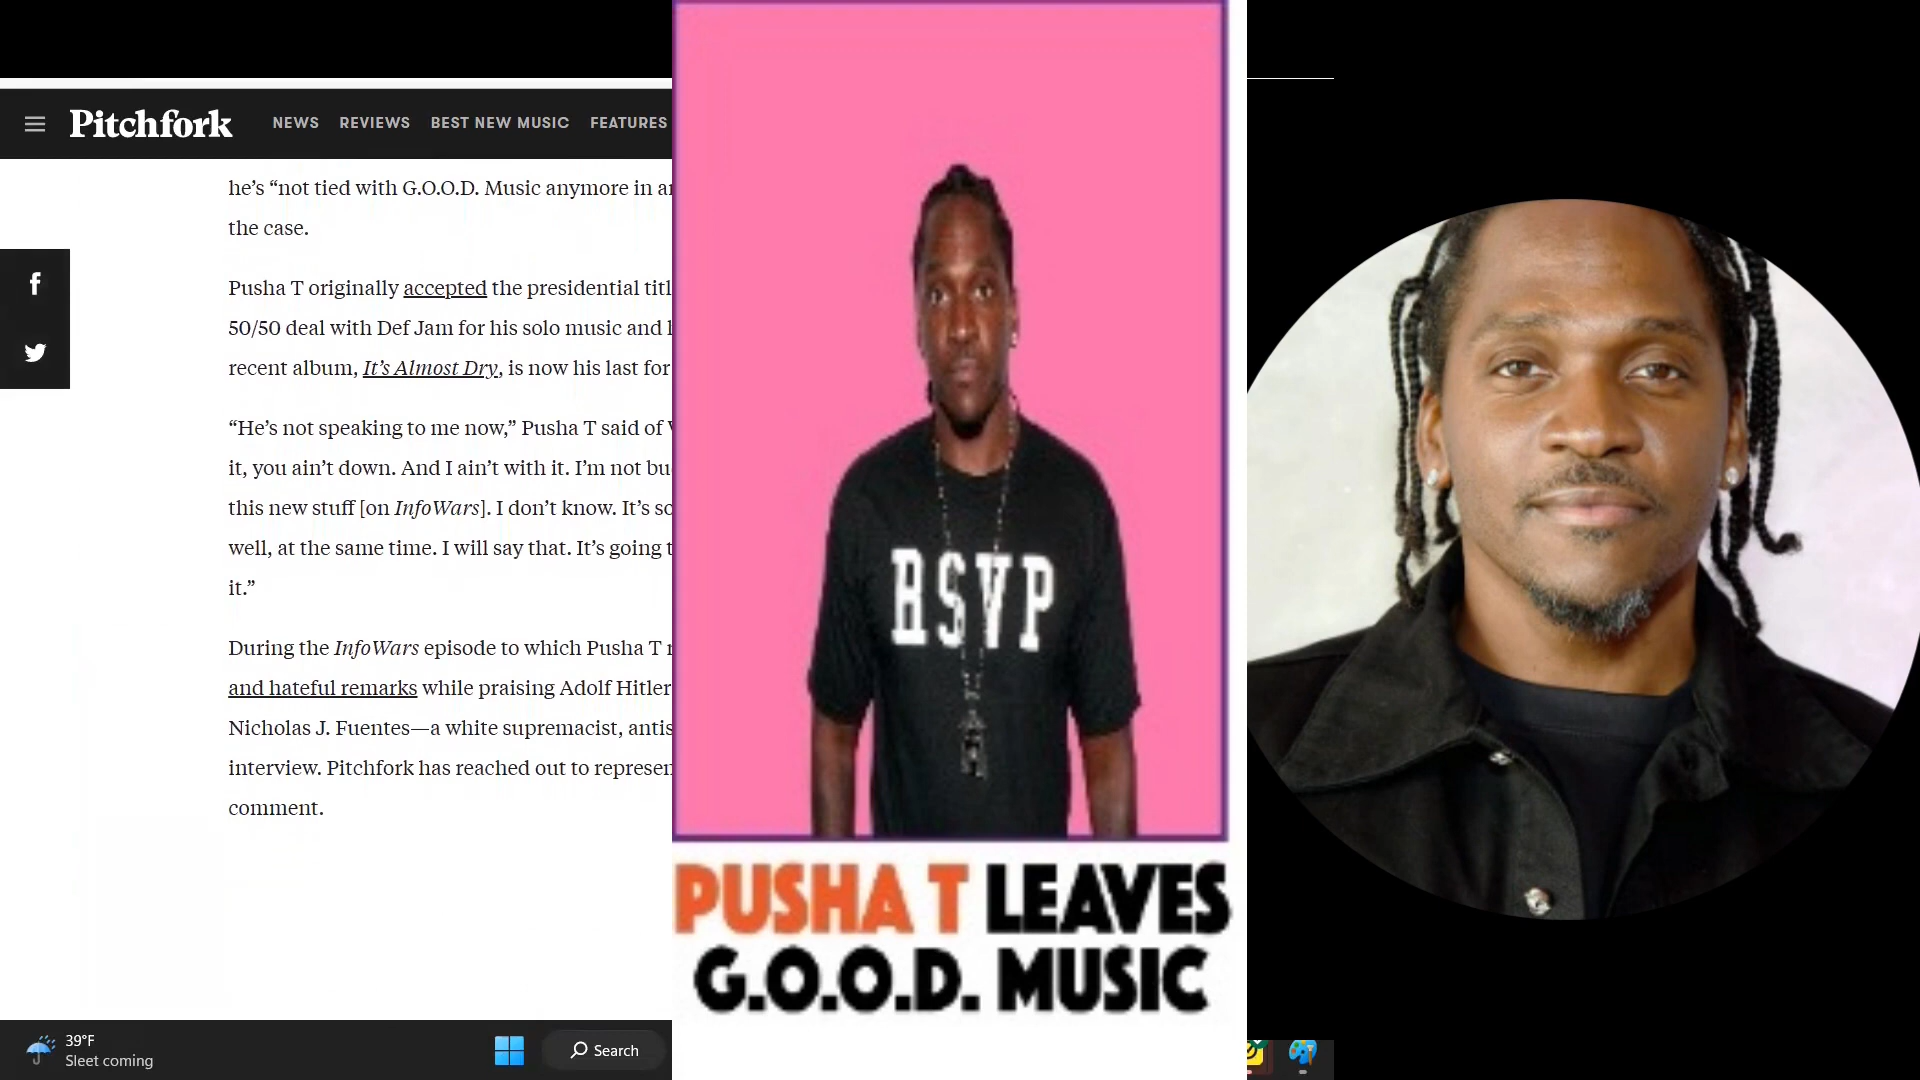 Pitchfork
NEWS REVIEWS BEST NEW MUSIC FEATURES
he’s “not tied with G.O.O.D. Music anymore in
the case.
Pusha T originally accepted the presidential
50/50 deal with Def Jam for his solo music and
recent album, It’s Almost Dry, is now his last for
“He’s not speaking to me now,” Pusha T said of
it, you ain’t down. And I ain’t with it. I’m not
this new stuff [on InfoWars]. I don’t know. It’s
well, at the same time. I will say that. It’s going
it.”
During the InfoWars episode to which Pusha T
and hateful remarks while praising Adolf Hitler
Nicholas J. Fuentes—a white supremacist,
interview. Pitchfork has reached out to
comment.
f
RSVP
PUSHA T LEAVES
G.O.O.D. MUSIC
39°F
Sleet coming
Search